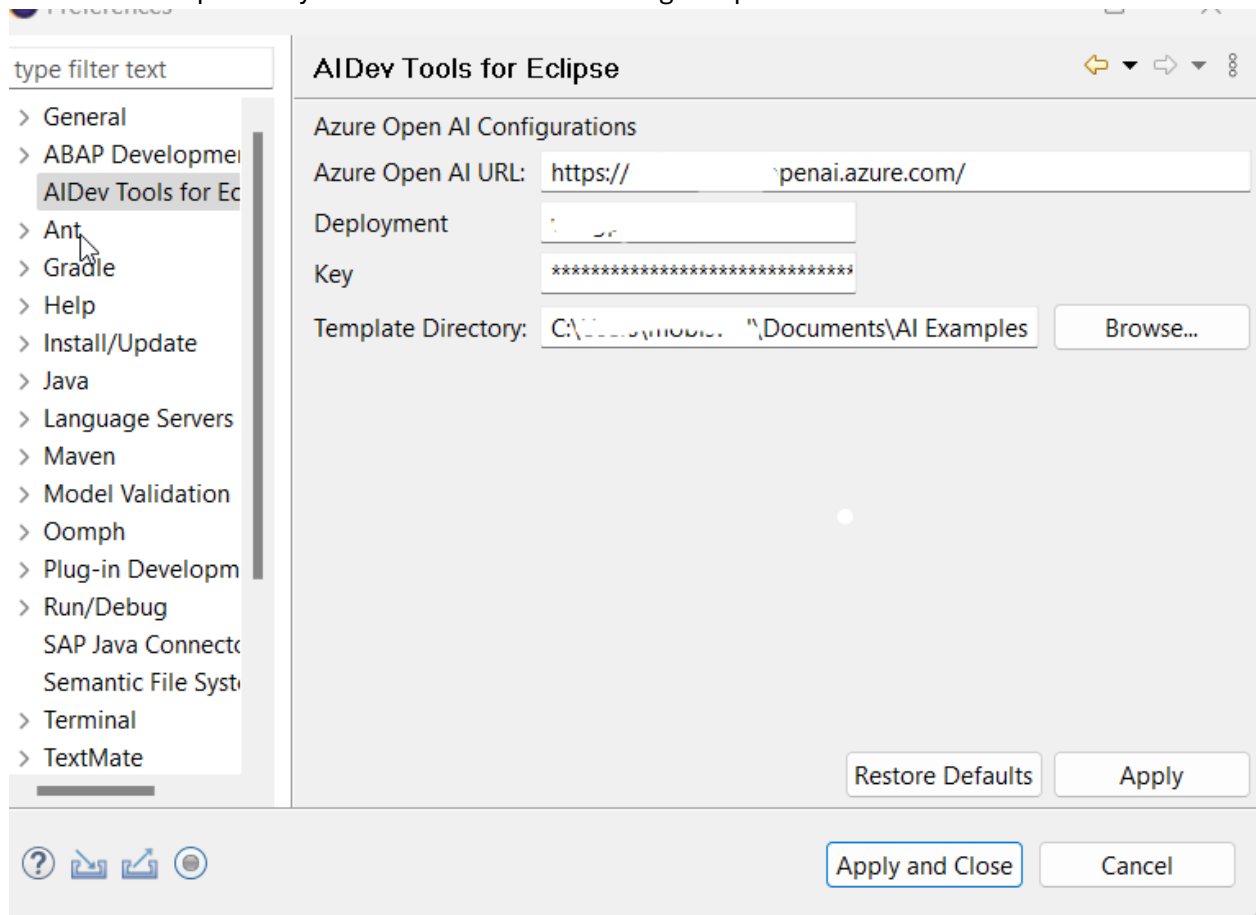 Preferences
type filter text
AIDev Tools for Eclipse
General
ABAP Developmer
AIDev Tools for Ec
Ant
Gradle
Help
Install/Update
Java
Language Servers
Maven
Model Validation
Oomph
Plug-in Developm
Run/Debug
SAP Java Connecto
Semantic File Syst
Terminal
TextMate
Azure Open AI Configurations
Azure Open AI URL: https:// penai.azure.com/
Deployment
Key ********************************
Template Directory: C:\ \Documents\AI Examples Browse...
Restore Defaults Apply
Apply and Close Cancel